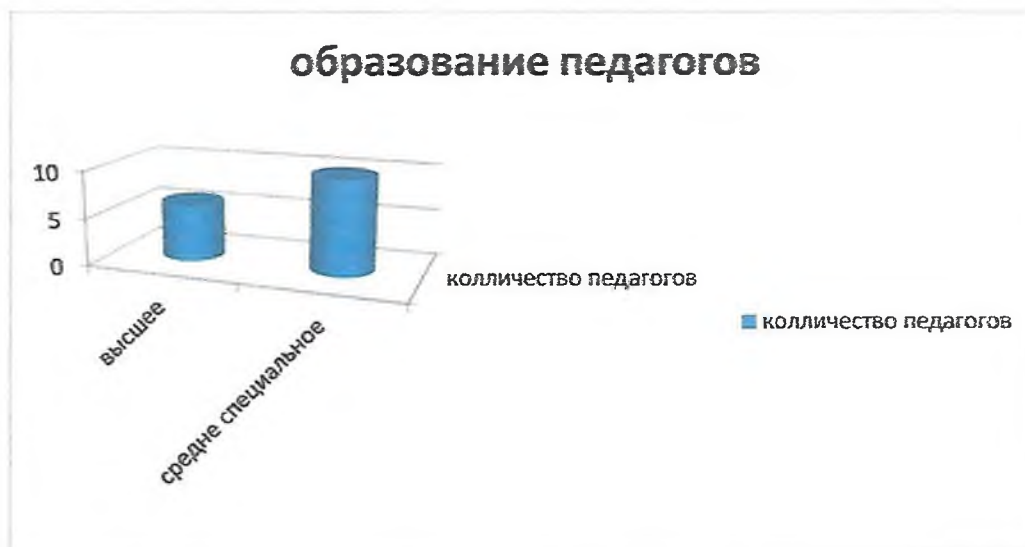 образование педагогов
10
5
0
высшее
средне специальное
колличество педагогов
колличество педагогов